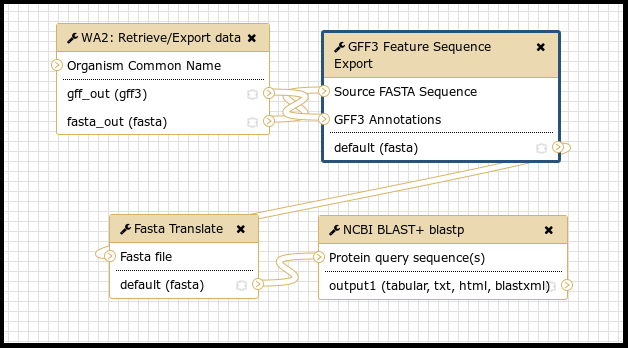 WA2: Retrieve/Export data
Organism Common Name
gff_out (gff3)
fasta_out (fasta)
GFF3 Feature Sequence
Export
Source FASTA Sequence
GFF3 Annotations
default (fasta)
Fasta Translate
Fasta file
default (fasta)
NCBI BLAST+ blastp
Protein query sequence(s)
output1 (tabular, txt, html, blastxml)